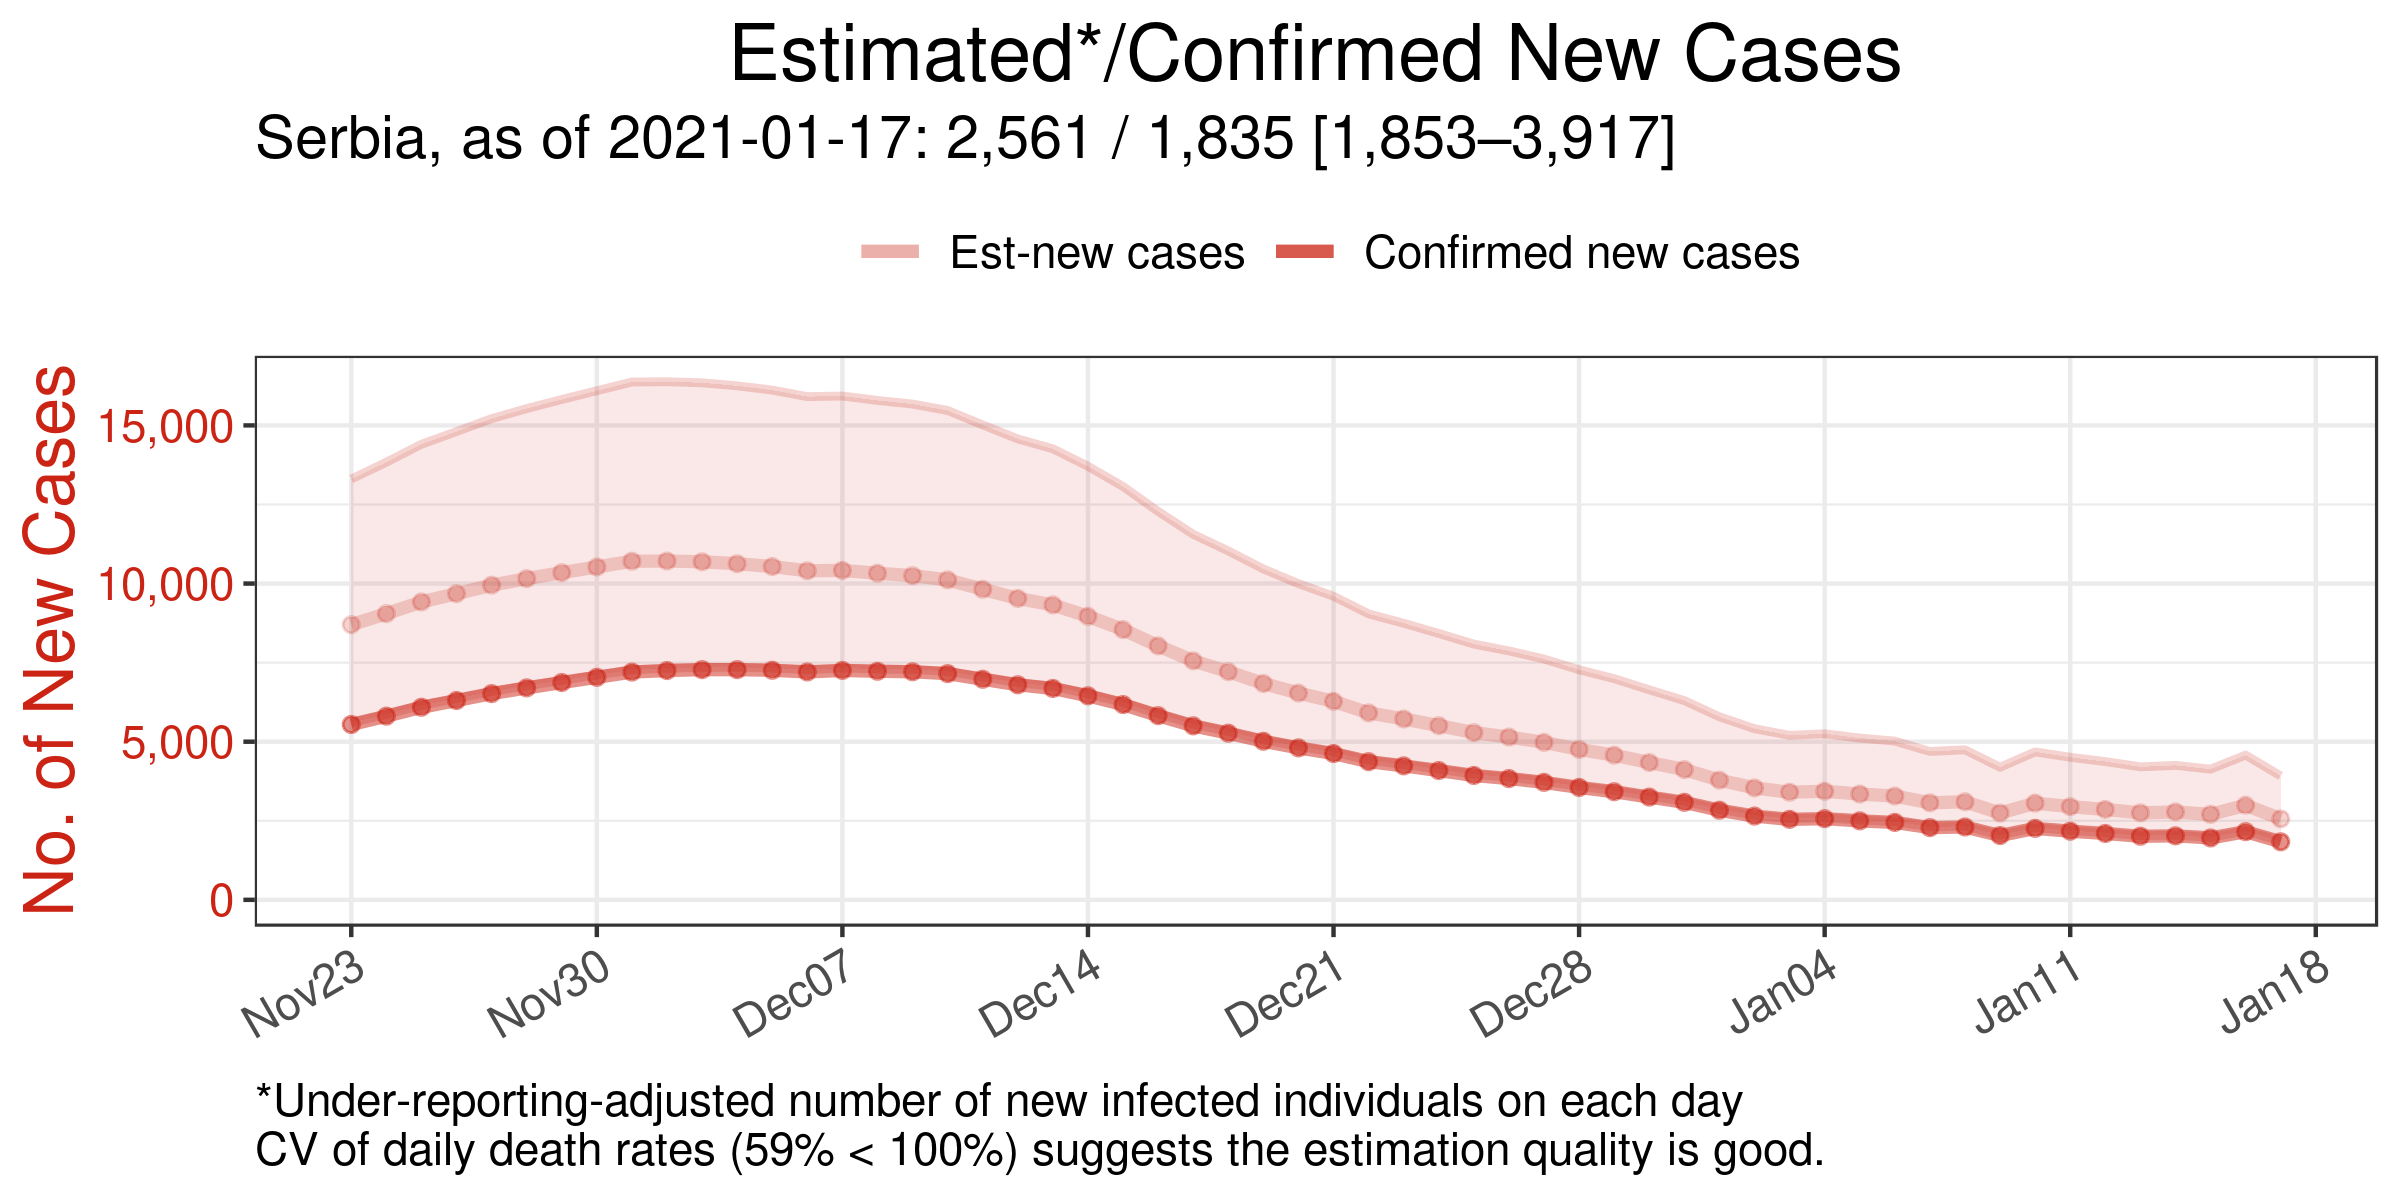 Estimated*/Confirmed New Cases
Serbia, as of 2021-01-17: 2,561 / 1,835 [1,853–3,917]
Est-new cases Confirmed new cases
No. of New Cases
15,000
10,000
5,000
0
Nov23 Nov30 Dec07 Dec14 Dec21 Dec28 Jan04 Jan11 Jan18
*Under-reporting-adjusted number of new infected individuals on each day
CV of daily death rates (59% < 100%) suggests the estimation quality is good.